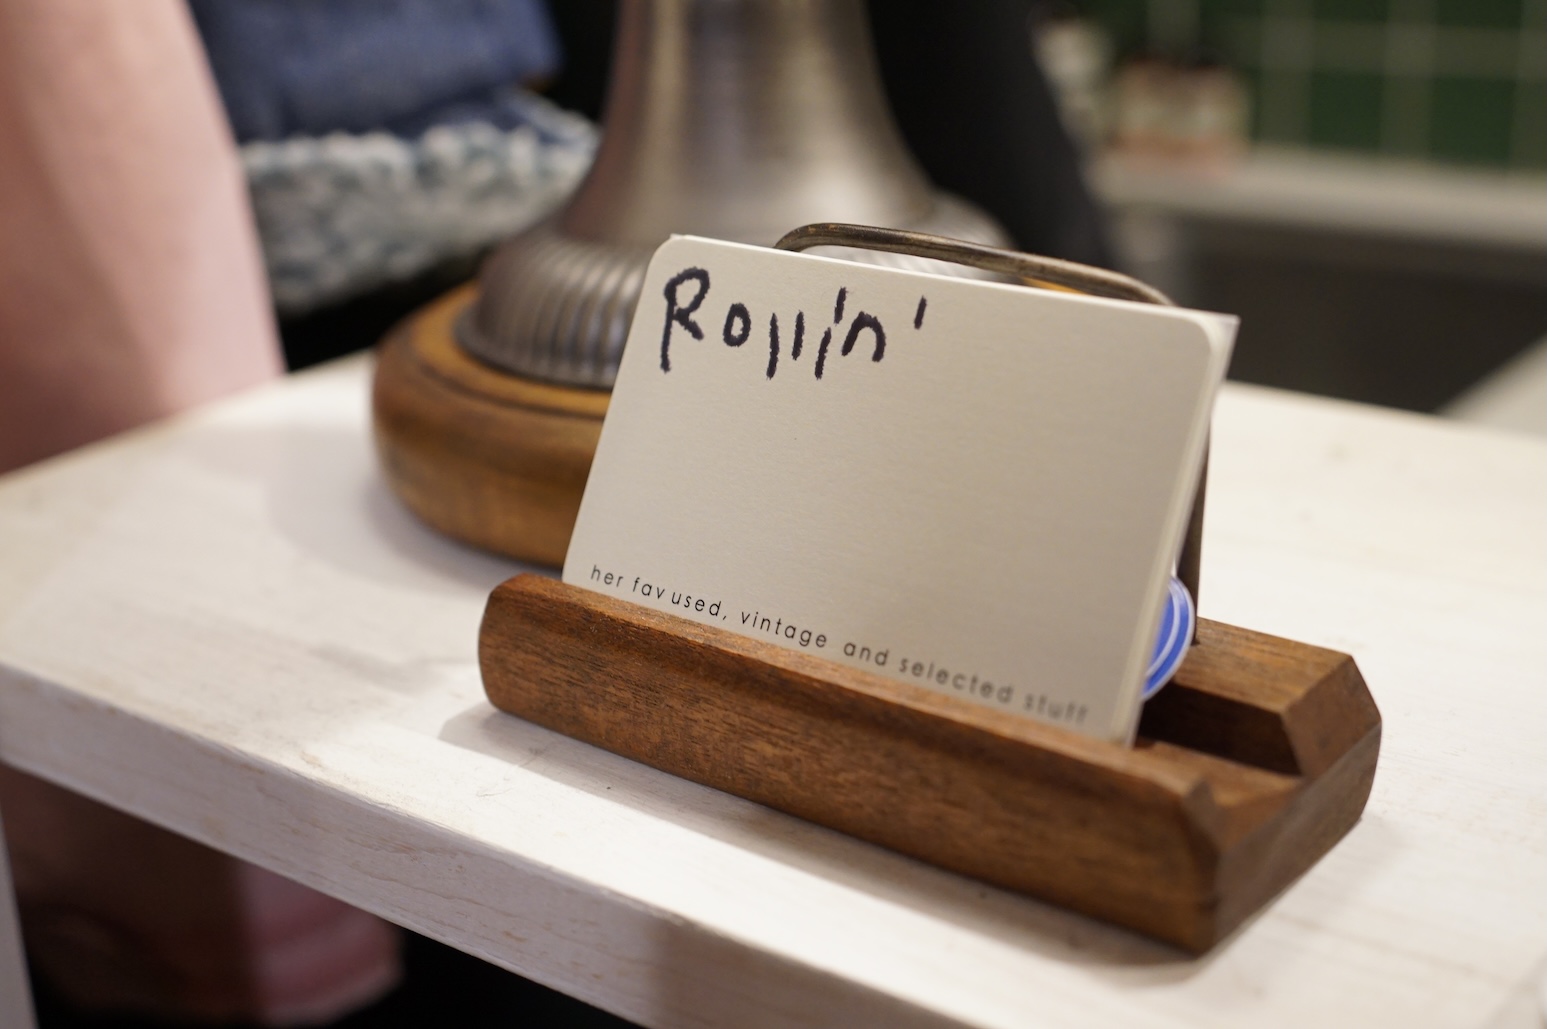 Rollin'
her fav used, vintage and selected stuff